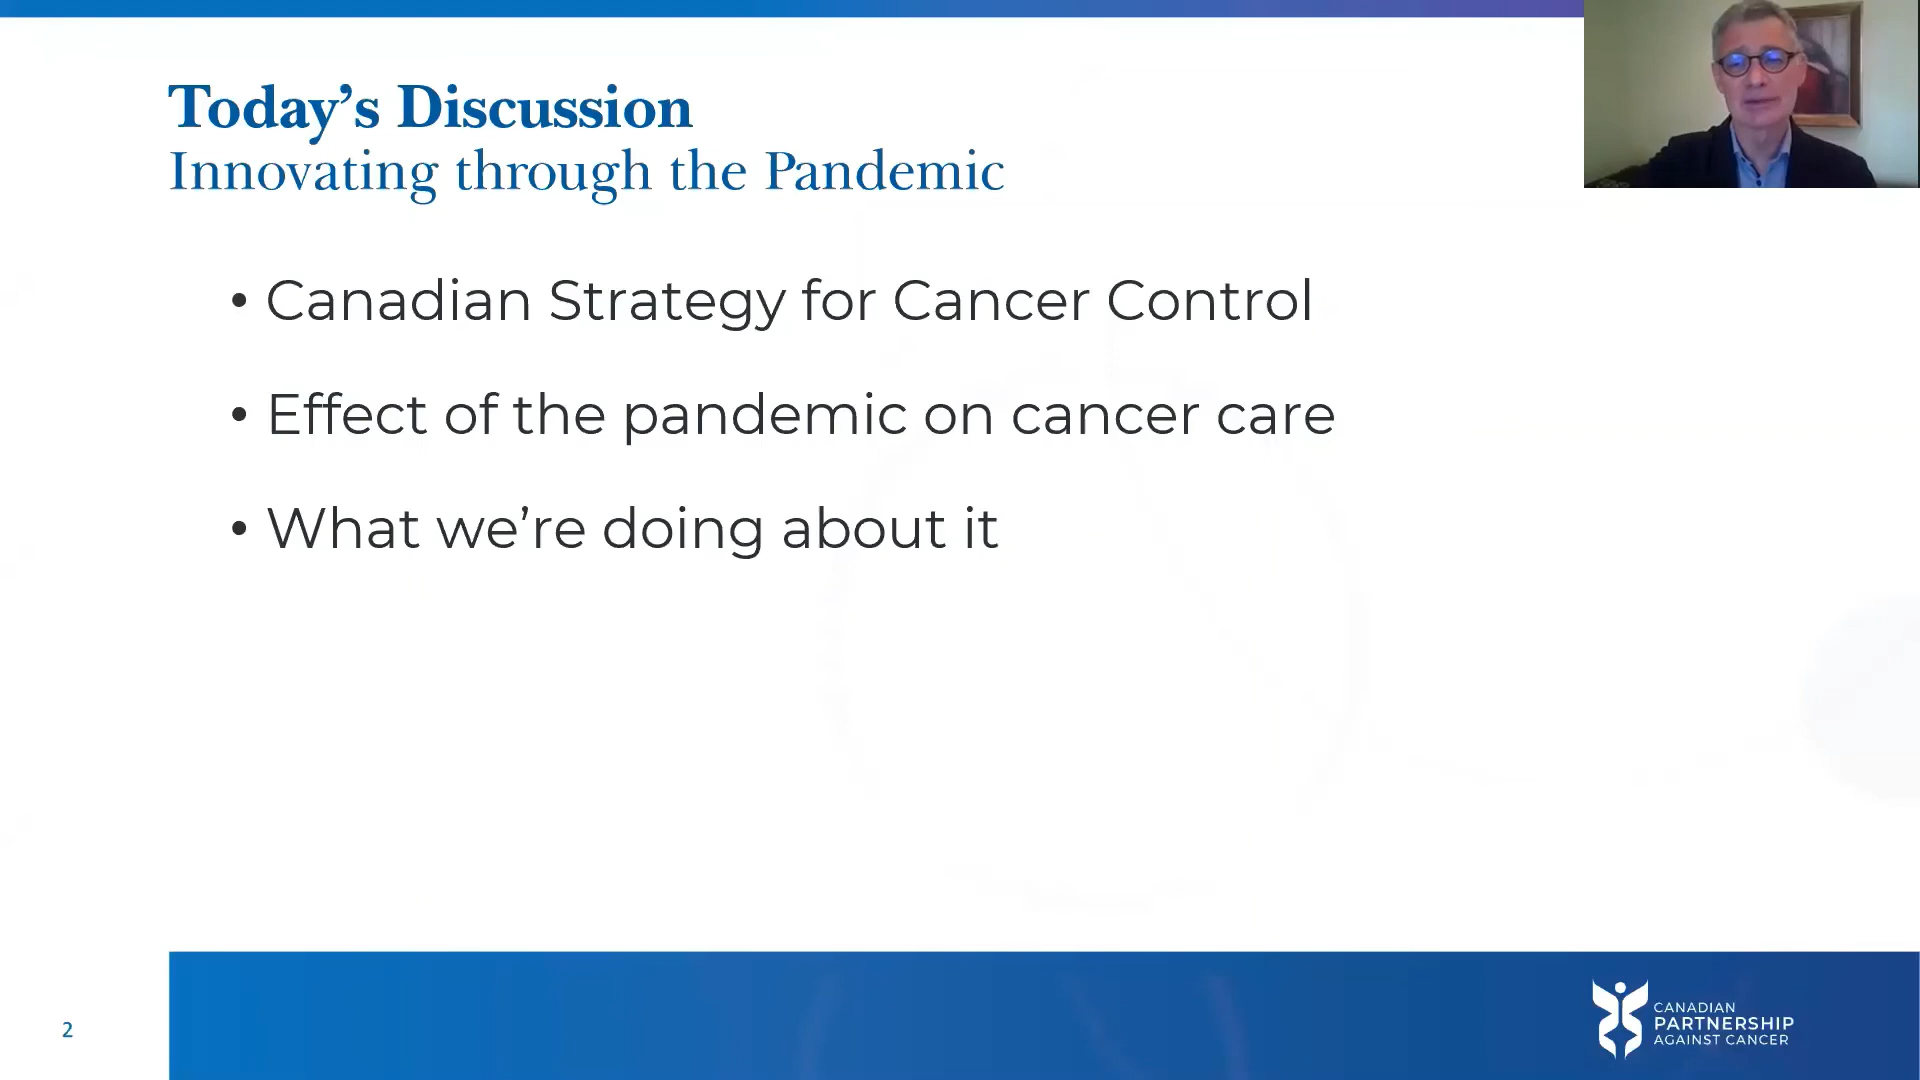 Today’s Discussion
Innovating through the Pandemic
• Canadian Strategy for Cancer Control
• Effect of the pandemic on cancer care
• What we’re doing about it
2
CANADIAN
PARTNERSHIP
AGAINST CANCER